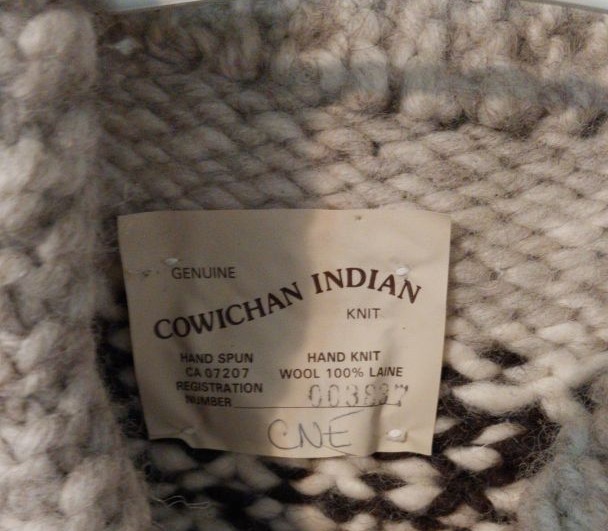 GENUINE
COWICHAN INDIAN
KNIT
HAND SPUN HAND KNIT
CA 07207 WOOL 100% LAINE
REGISTRATION
NUMBER
CNE